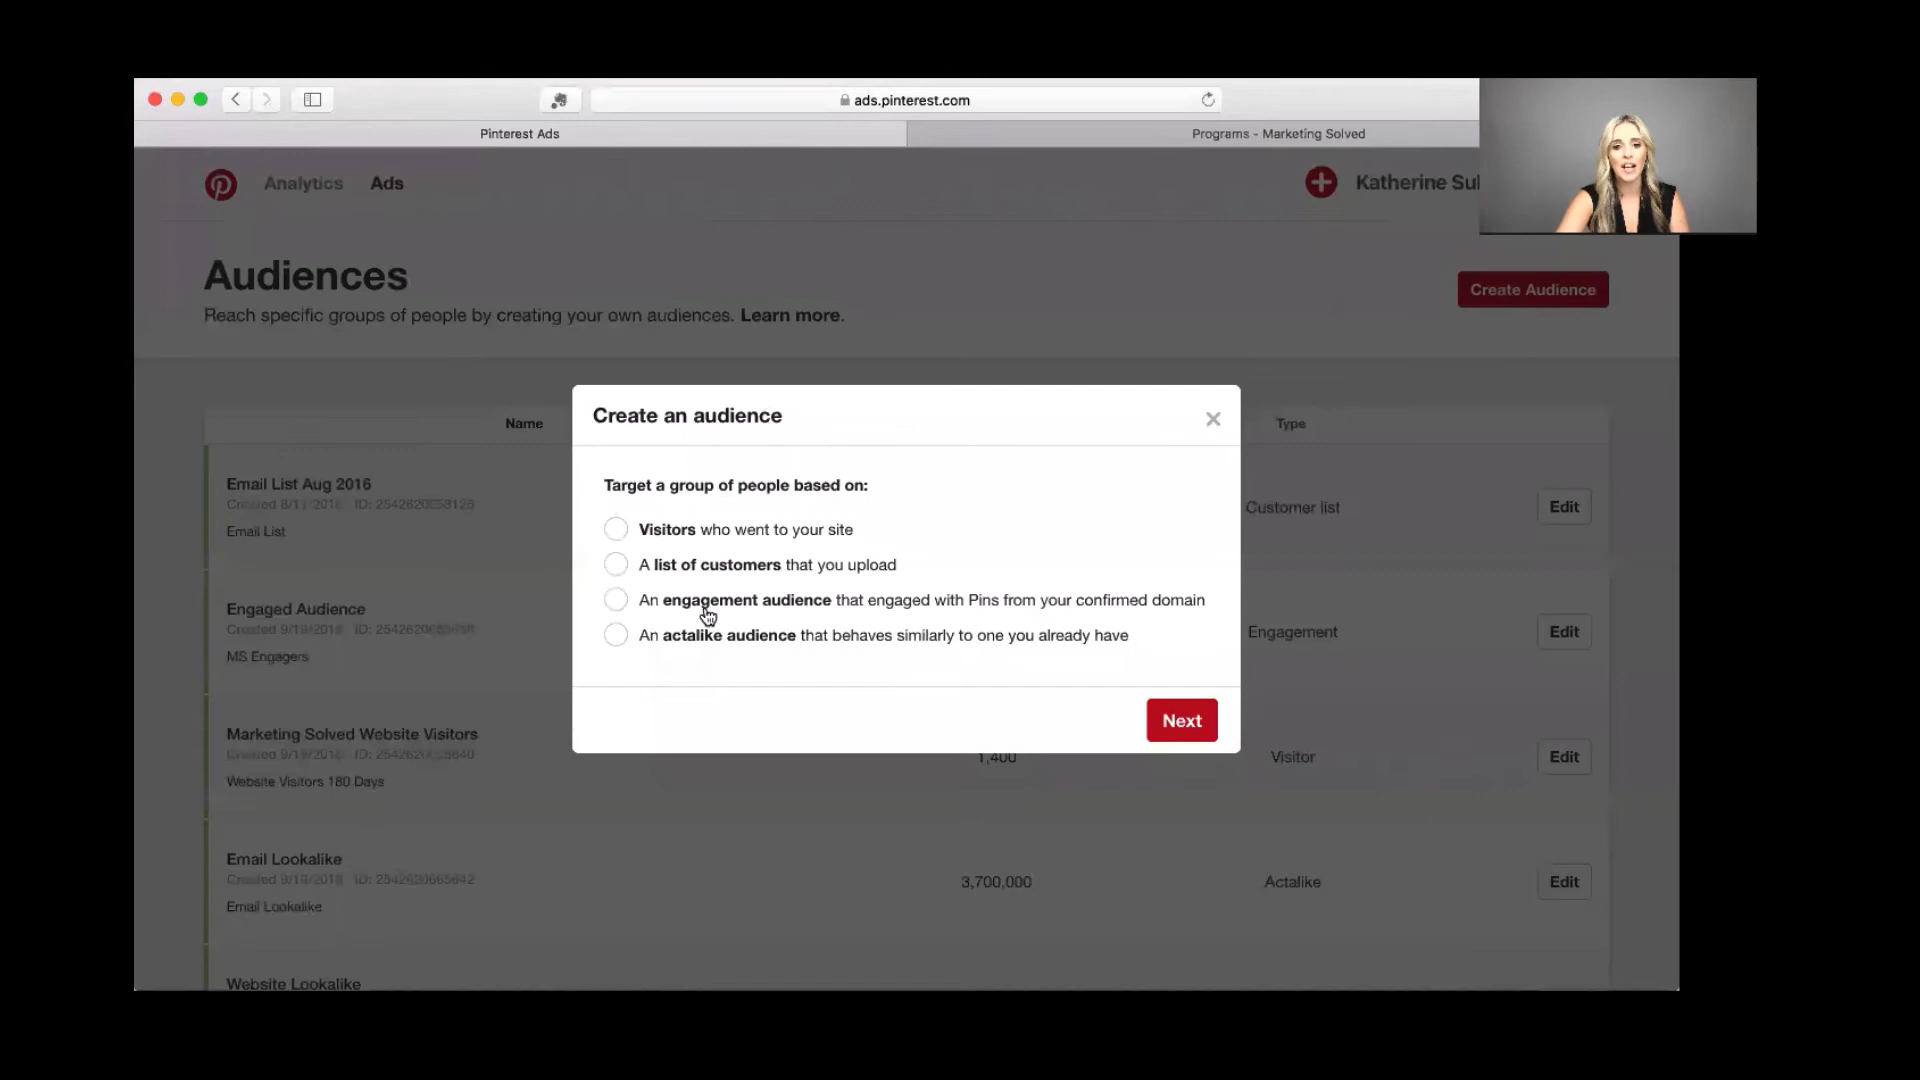 ads.pinterest.com
Pinterest Ads
Programs - Marketing Solved
Analytics
Ads
Katherine Sul
Audiences
Reach specific groups of people by creating your own audiences. Learn more.
Create Audience
Name
Type
Create an audience
Target a group of people based on:
Visitors who went to your site
A list of customers that you upload
An engagement audience that engaged with Pins from your confirmed domain
An actalike audience that behaves similarly to one you already have
Next
Email List Aug 2016
Created
Email List
Customer list
Edit
Engaged Audience
Created
MS Engagers
Engagement
Edit
Marketing Solved Website Visitors
Created
Website Visitors 180 Days
1,400
Visitor
Edit
Email Lookalike
Created
Email Lookalike
3,700,000
Actalike
Edit
Website Lookalike